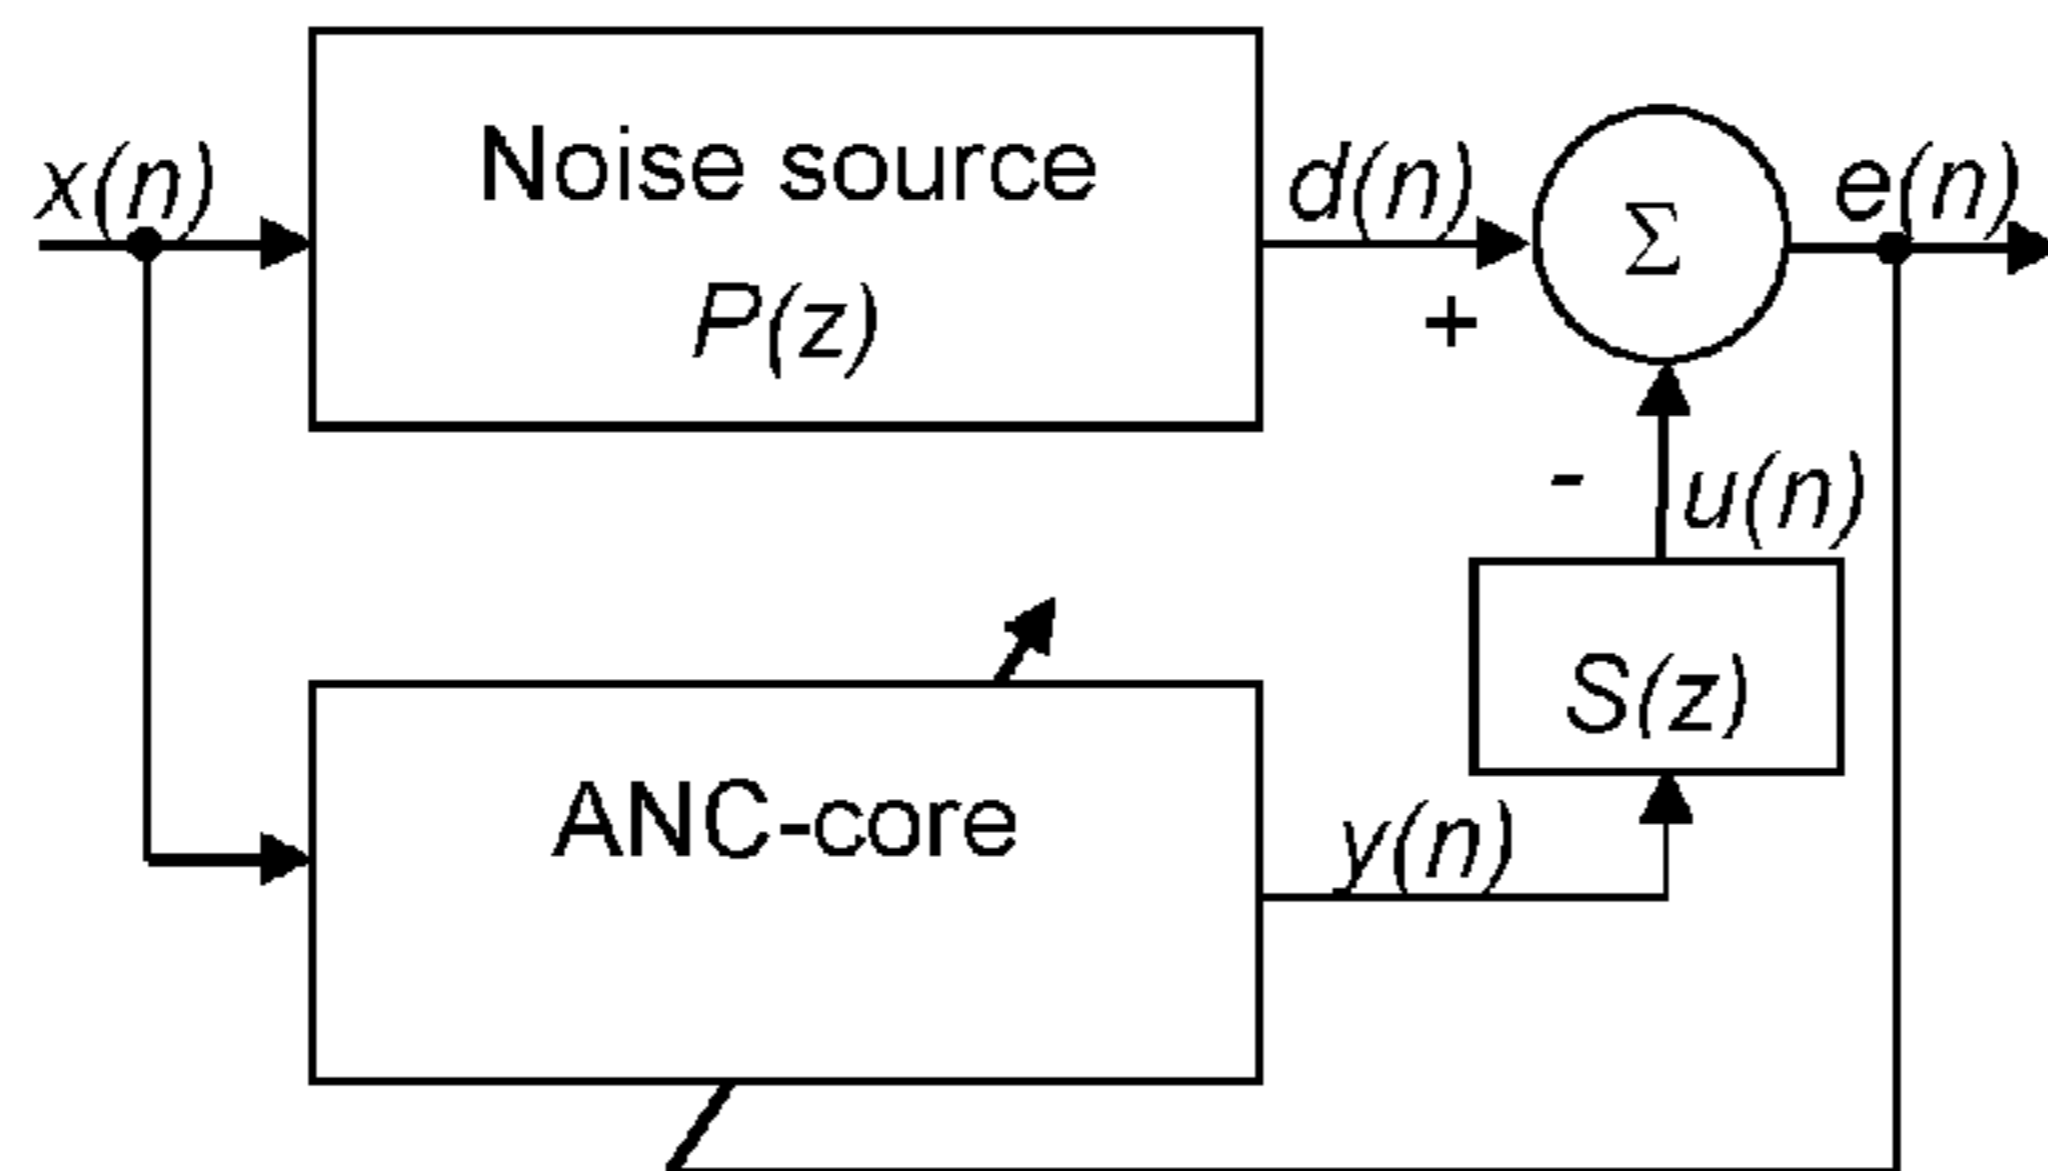 x(n)
Noise source
P(z)
d(n)
+
Σ
e(n)
-
u(n)
S(z)
ANC-core
y(n)